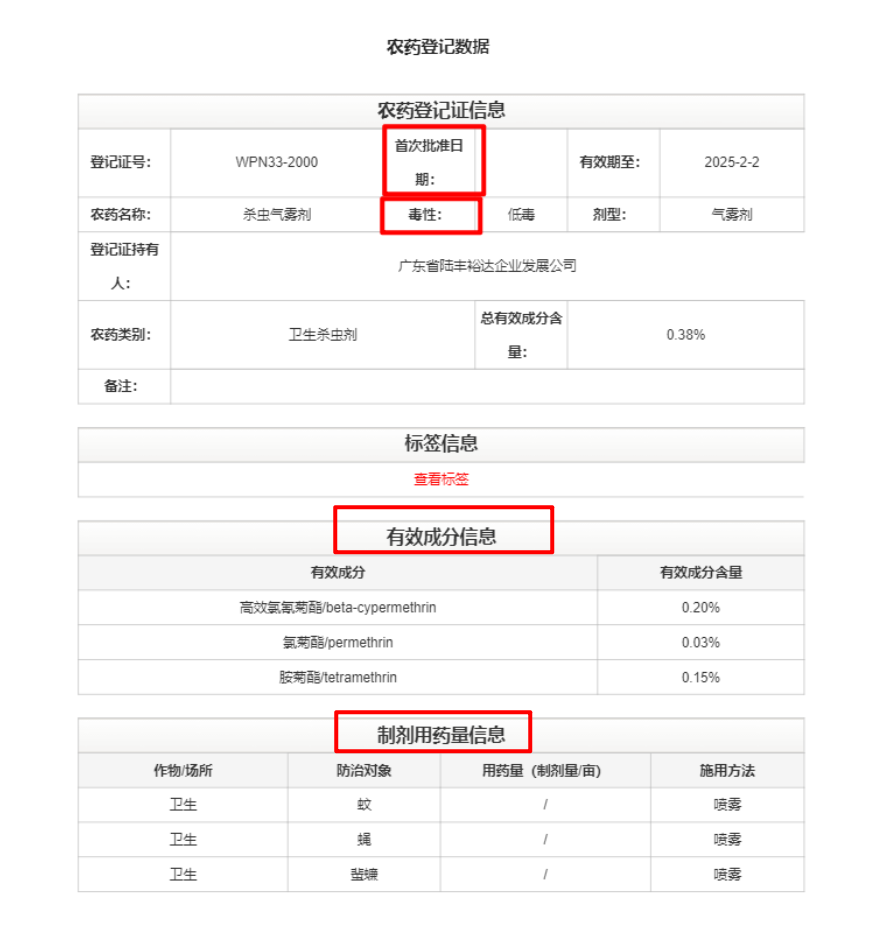 农药登记数据
农药登记证信息
登记证号： WPN33-2000 首次批准日期： 有效期至： 2025-2-2
农药名称： 杀虫气雾剂 毒性： 低毒 剂型： 气雾剂
登记证持有人： 广东省陆丰裕达企业发展公司
农药类别： 卫生杀虫剂 总有效成分含量： 0.38%
备注：
标签信息
查看标签
有效成分信息
有效成分 有效成分含量
高效氯氰菊酯/beta-cypermethrin 0.20%
氯菊酯/permethrin 0.03%
胺菊酯/tetramethrin 0.15%
制剂用药量信息
作物/场所 防治对象 用药量（制剂量/亩） 施用方法
卫生 蚊 / 喷雾
卫生 蝇 / 喷雾
卫生 蜚蠊 / 喷雾